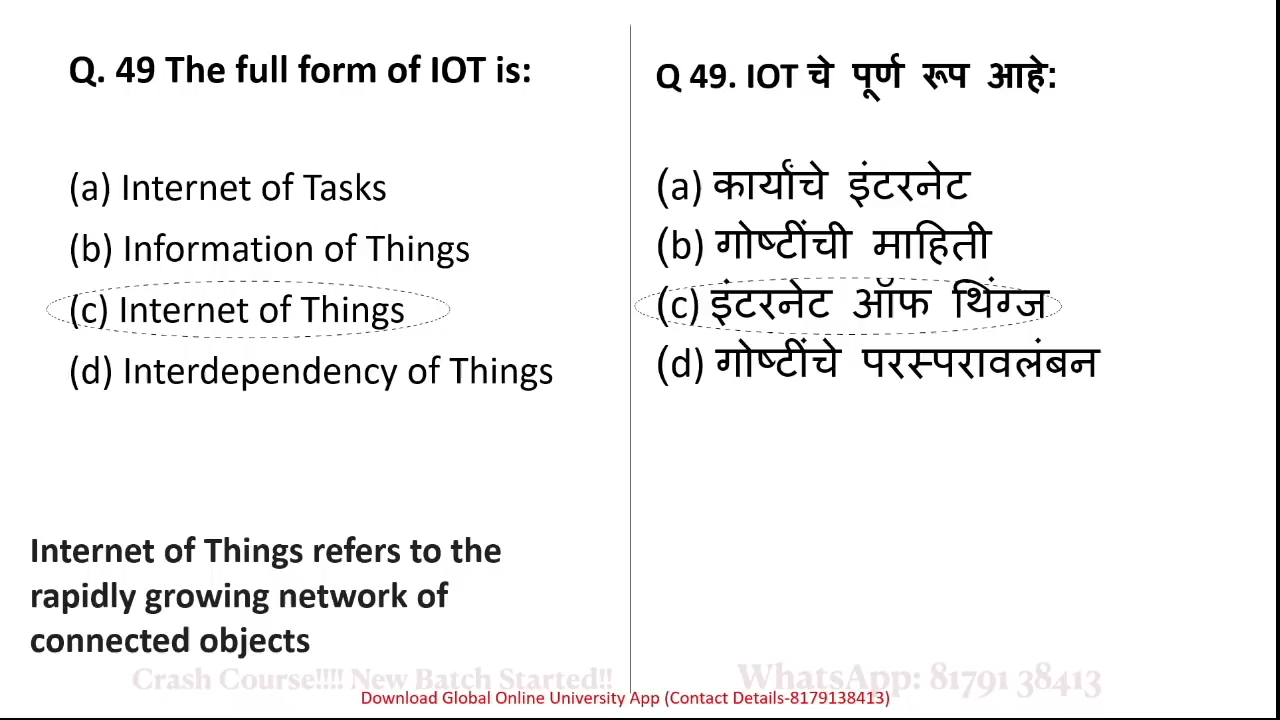 Q. 49 The full form of IOT is:
(a) Internet of Tasks
(b) Information of Things
(c) Internet of Things
(d) Interdependency of Things
Internet of Things refers to the
rapidly growing network of
connected objects
Q 49. IOT चे पूर्ण रूप आहे:
(a) कार्यांचे इंटरनेट
(b) गोष्टींची माहिती
(c) इंटरनेट ऑफ थिंग्ज
(d) गोष्टींचे परस्परावलंबन
Crash Course!!!! New Batch Started!!
WhatsApp: 81791 38413
Download Global Online University App (Contact Details-8179138413)